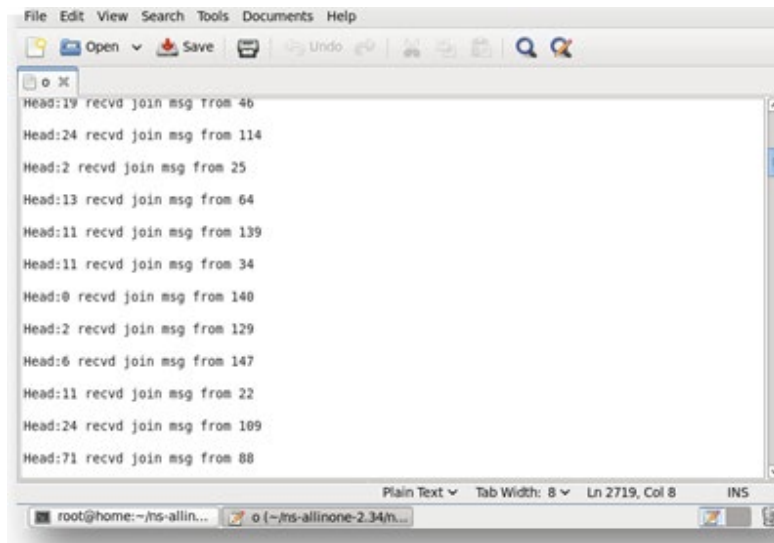 File Edit View Search Tools Documents Help
Open Save Undo
o
Head:19 recvd join msg from 46
Head:24 recvd join msg from 114
Head:2 recvd join msg from 25
Head:13 recvd join msg from 64
Head:11 recvd join msg from 139
Head:11 recvd join msg from 34
Head:0 recvd join msg from 140
Head:2 recvd join msg from 129
Head:6 recvd join msg from 147
Head:11 recvd join msg from 22
Head:24 recvd join msg from 109
Head:71 recvd join msg from 88
Plain Text Tab Width: 8 Ln 2719, Col 8 INS
root@home:~/ns-allin... o (~/ns-allinone-2.34/n...